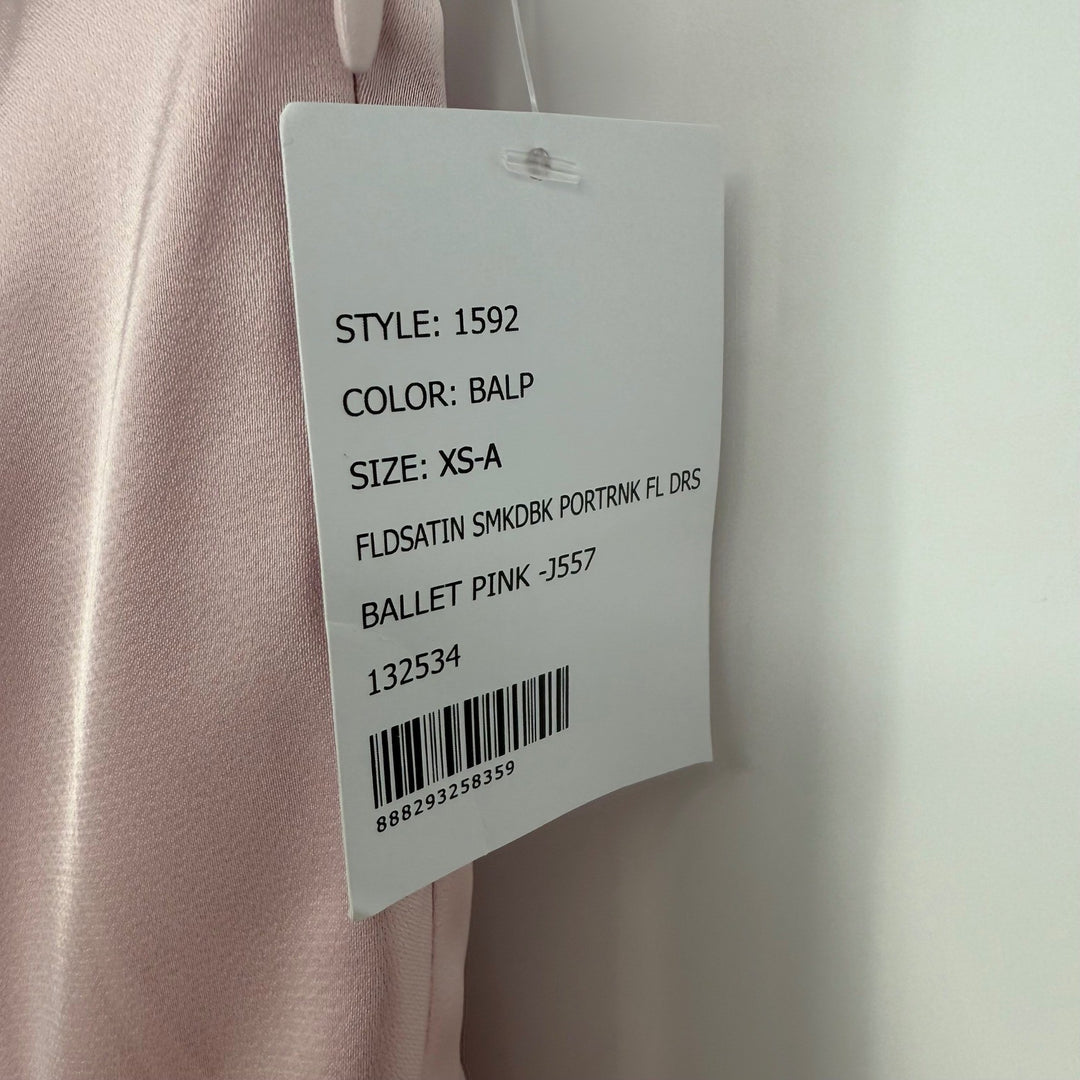 STYLE: 1592
COLOR: BALP
SIZE: XS-A
FLDSATIN SMKDBK PORTRNK FL DRS
BALLET PINK -J557
132534
888293258359